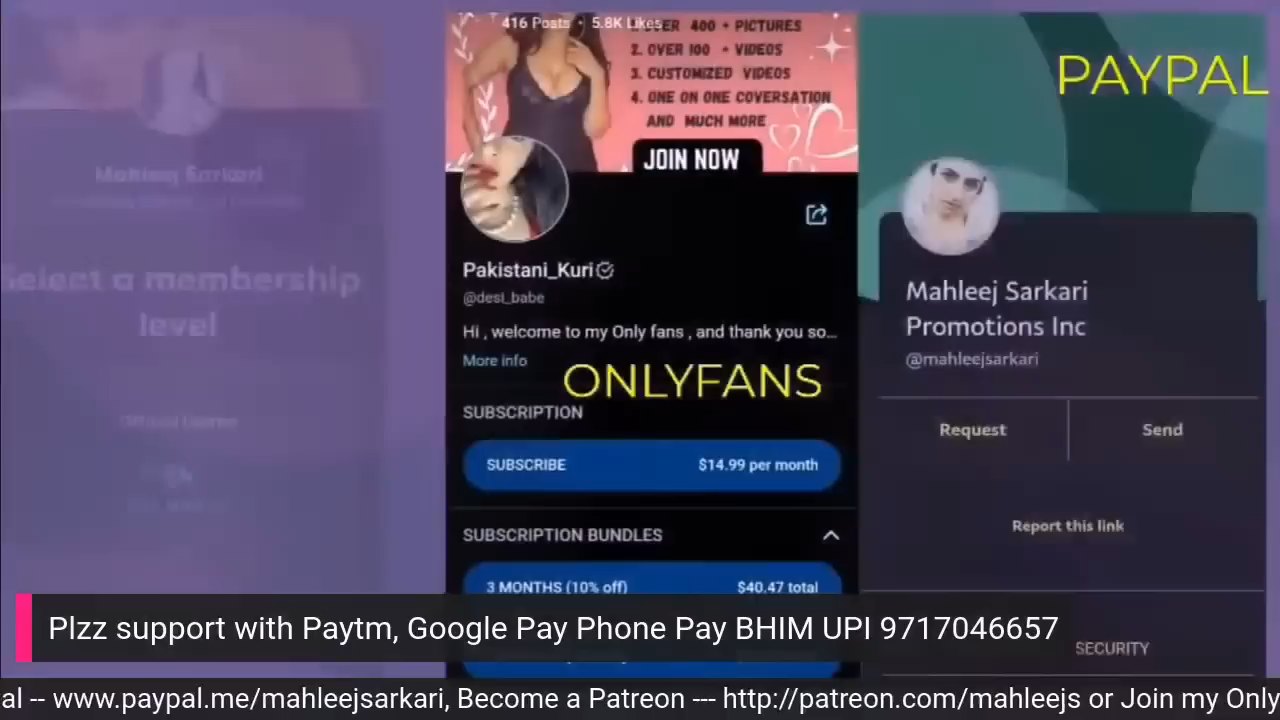 Mahleej Sarkari
Select a membership
level
416 Posts • 5.8K Likes
1. OVER 400 + PICTURES
2. OVER 100 + VIDEOS
3. CUSTOMIZED VIDEOS
4. ONE ON ONE COVERSATION
AND MUCH MORE
JOIN NOW
Pakistani_Kuri
@desi_babe
Hi , welcome to my Only fans , and thank you so...
More info
ONLYFANS
SUBSCRIPTION
SUBSCRIBE $14.99 per month
SUBSCRIPTION BUNDLES
3 MONTHS (10% off) $40.47 total
PAYPAL
Mahleej Sarkari
Promotions Inc
@mahleejsarkari
Request Send
Report this link
SECURITY
Plzz support with Paytm, Google Pay Phone Pay BHIM UPI 9717046657
al -- www.paypal.me/mahleejsarkari, Become a Patreon --- http://patreon.com/mahleejs or Join my Only